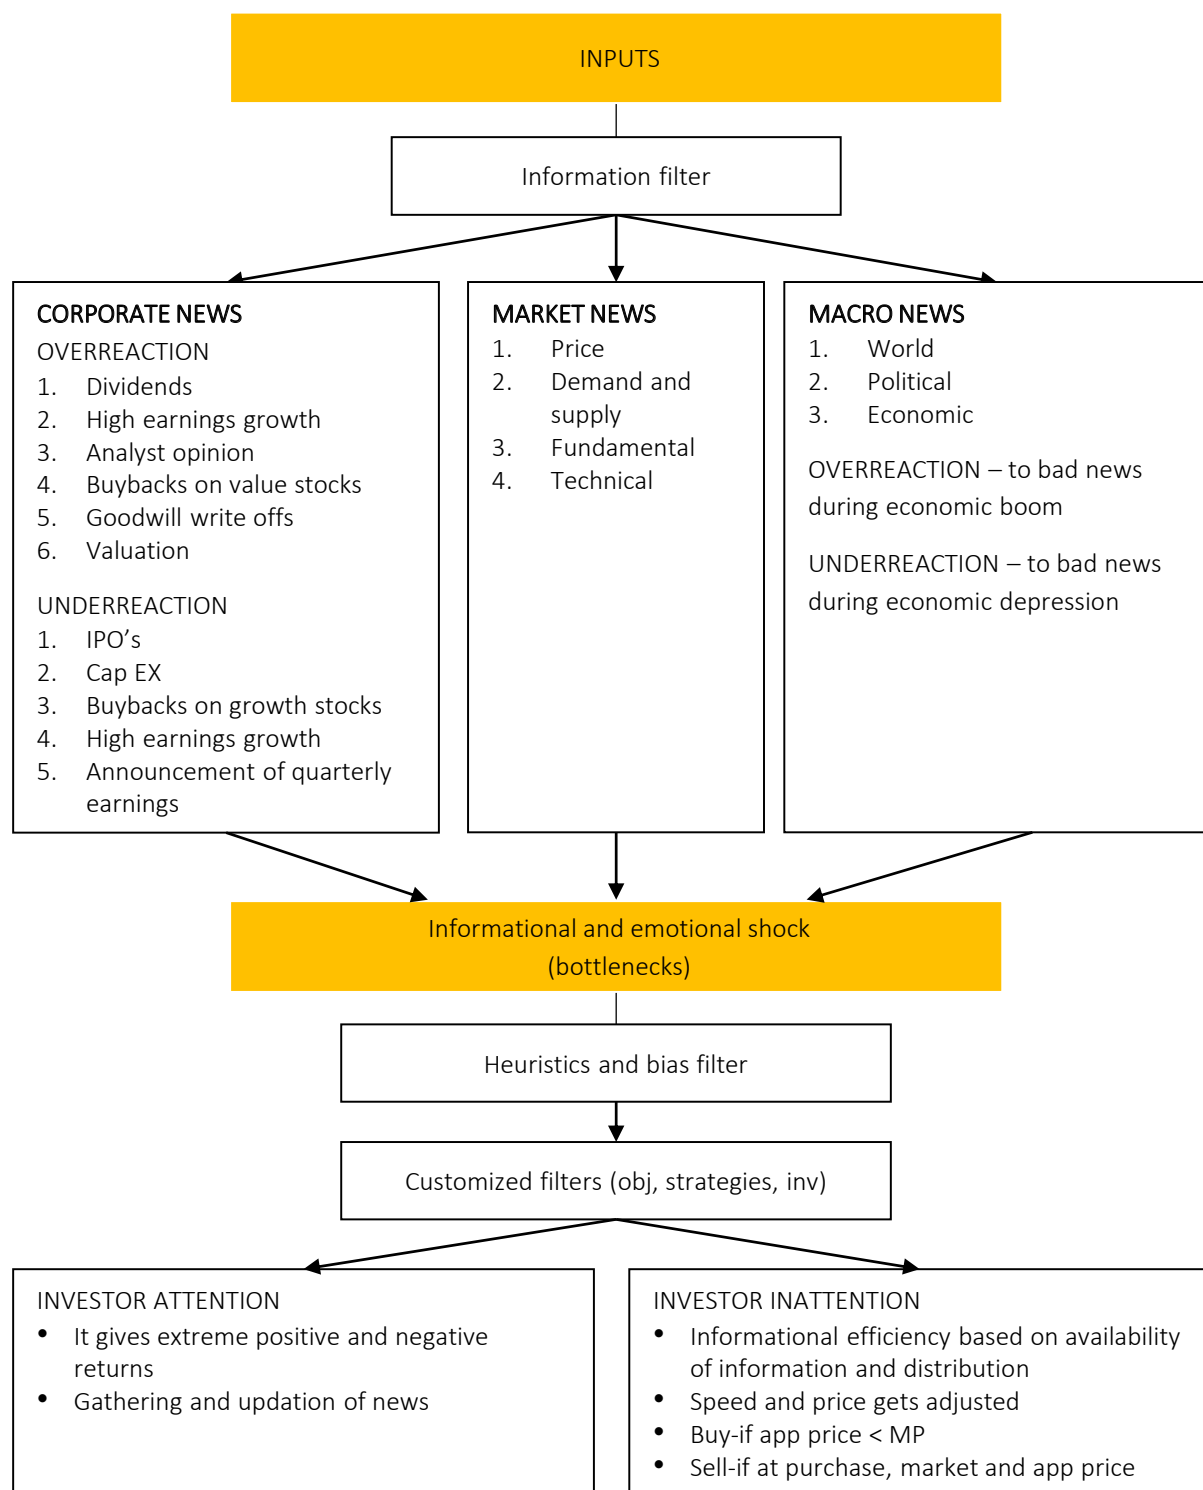 INPUTS
Information filter
CORPORATE NEWS
OVERREACTION
1. Dividends
2. High earnings growth
3. Analyst opinion
4. Buybacks on value stocks
5. Goodwill write offs
6. Valuation
UNDERREACTION
1. IPO’s
2. Cap EX
3. Buybacks on growth stocks
4. High earnings growth
5. Announcement of quarterly
earnings
MARKET NEWS
1. Price
2. Demand and
supply
3. Fundamental
4. Technical
MACRO NEWS
1. World
2. Political
3. Economic
OVERREACTION – to bad news
during economic boom
UNDERREACTION – to bad news
during economic depression
Informational and emotional shock
(bottlenecks)
Heuristics and bias filter
Customized filters (obj, strategies, inv)
INVESTOR ATTENTION
• It gives extreme positive and negative
returns
• Gathering and updation of news
INVESTOR INATTENTION
• Informational efficiency based on availability
of information and distribution
• Speed and price gets adjusted
• Buy-if app price < MP
• Sell-if at purchase, market and app price